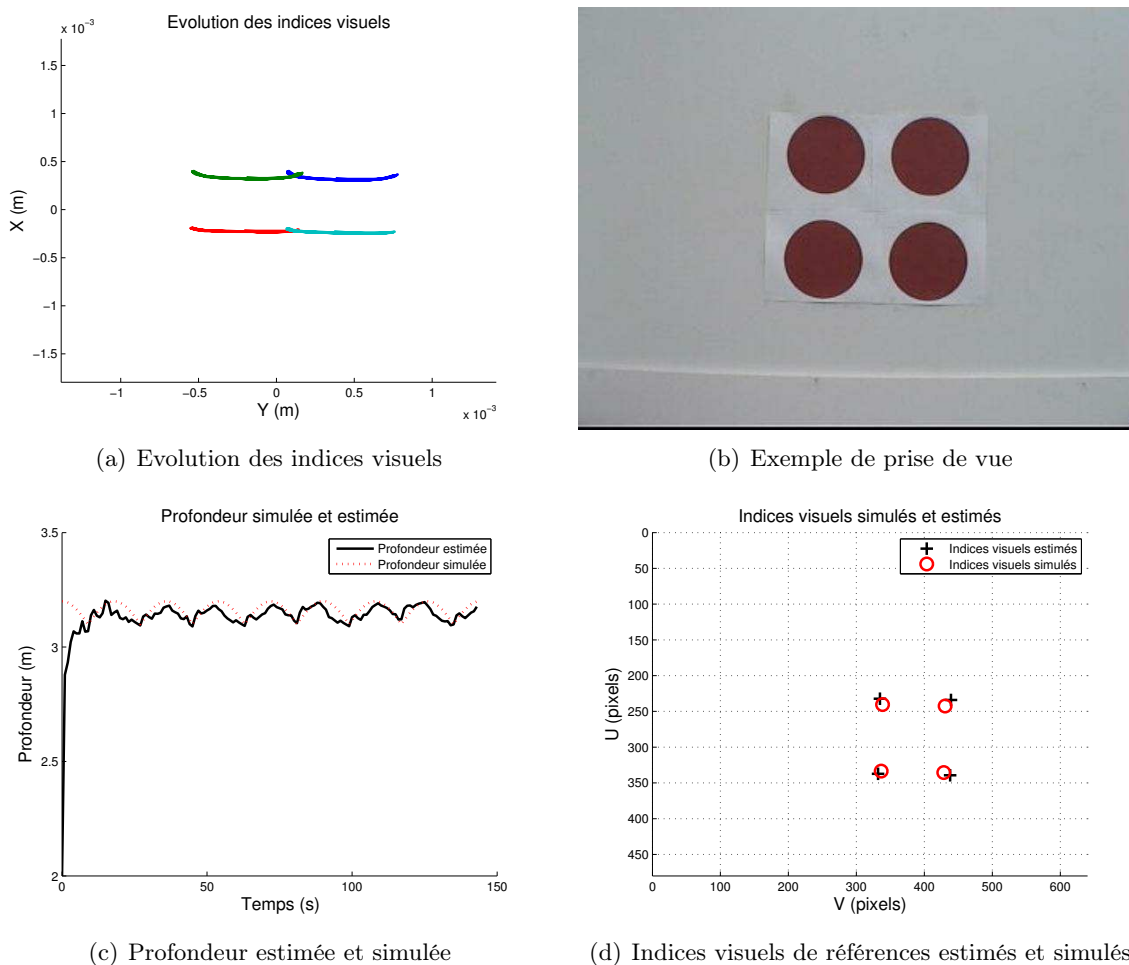 Evolution des indices visuels
x 10⁻³
1.5
1
0.5
0
−0.5
−1
−1.5
X (m)
−1 −0.5 0 0.5 1
Y (m)
x 10⁻³
(a) Evolution des indices visuels
(b) Exemple de prise de vue
Profondeur simulée et estimée
3.5
3
2.5
2
Profondeur (m)
Profondeur estimée
Profondeur simulée
0 50 100 150
Temps (s)
(c) Profondeur estimée et simulée
Indices visuels simulés et estimés
0
50
100
150
200
250
300
350
400
450
U (pixels)
Indices visuels estimés
Indices visuels simulés
0 100 200 300 400 500 600
V (pixels)
(d) Indices visuels de références estimés et simulés